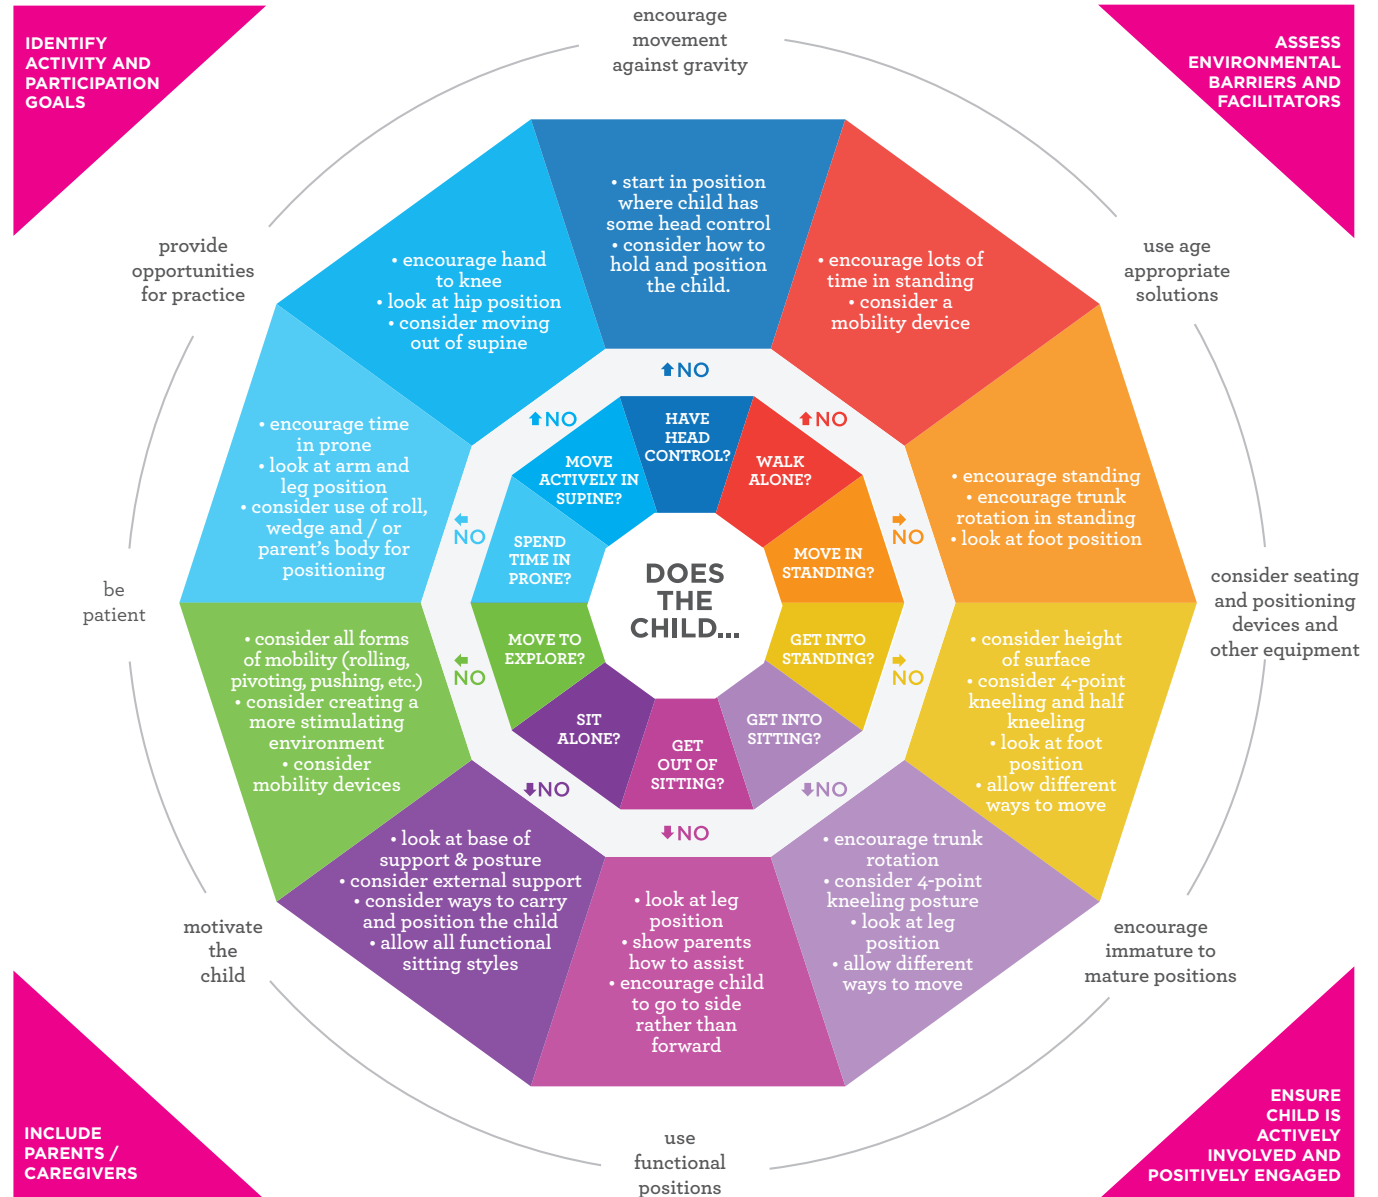 IDENTIFY
ACTIVITY AND
PARTICIPATION
GOALS
encourage
movement
against gravity
ASSESS
ENVIRONMENTAL
BARRIERS AND
FACILITATORS
provide
opportunities
for practice
use age
appropriate
solutions
• start in position
where child has
some head control
• consider how to
hold and position
the child.
• encourage hand
to knee
• look at hip position
• consider moving
out of supine
• encourage lots of
time in standing
• consider a
mobility device
NO
NO
NO
HAVE
HEAD
CONTROL?
MOVE
ACTIVELY IN
SUPINE?
WALK
ALONE?
• encourage time
in prone
• look at arm and
leg position
• consider use of roll,
wedge and / or
parent's body for
positioning
NO
SPEND
TIME IN
PRONE?
MOVE IN
STANDING?
NO
• encourage standing
• encourage trunk
rotation in standing
• look at foot position
DOES
THE
CHILD...
be
patient
consider seating
and positioning
devices and
other equipment
• consider all forms
of mobility (rolling,
pivoting, pushing, etc.)
• consider creating a
more stimulating
environment
• consider
mobility devices
NO
MOVE TO
EXPLORE?
GET INTO
STANDING?
NO
• consider height
of surface
• consider 4-point
kneeling and half
kneeling
• look at foot
position
• allow different
ways to move
SIT
ALONE?
GET
OUT OF
SITTING?
GET INTO
SITTING?
NO
NO
NO
• look at base of
support & posture
• consider external support
• consider ways to carry
and position the child
• allow all functional
sitting styles
• look at leg
position
• show parents
how to assist
• encourage child
to go to side
rather than
forward
• encourage trunk
rotation
• consider 4-point
kneeling posture
• look at leg
position
• allow different
ways to move
motivate
the
child
encourage
immature to
mature positions
INCLUDE
PARENTS /
CAREGIVERS
use
functional
positions
ENSURE
CHILD IS
ACTIVELY
INVOLVED AND
POSITIVELY ENGAGED